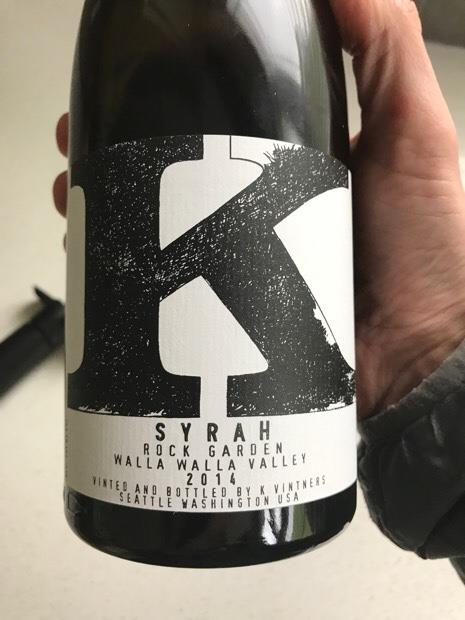 K
SYRAH
ROCK GARDEN
WALLA WALLA VALLEY
2014
VINTED AND BOTTLED BY K VINTNERS
SEATTLE WASHINGTON USA